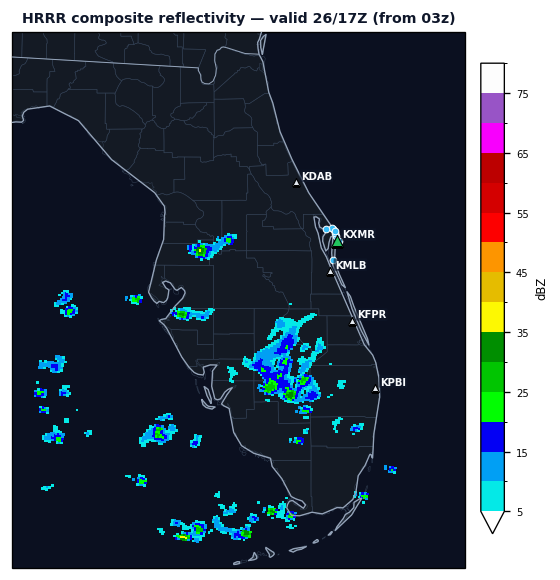 HRRR composite reflectivity — valid 26/17Z (from 03z)
KDAB
KXMR
KMLB
KFPR
KPBI
75
65
55
45
35
25
15
5
dBZ